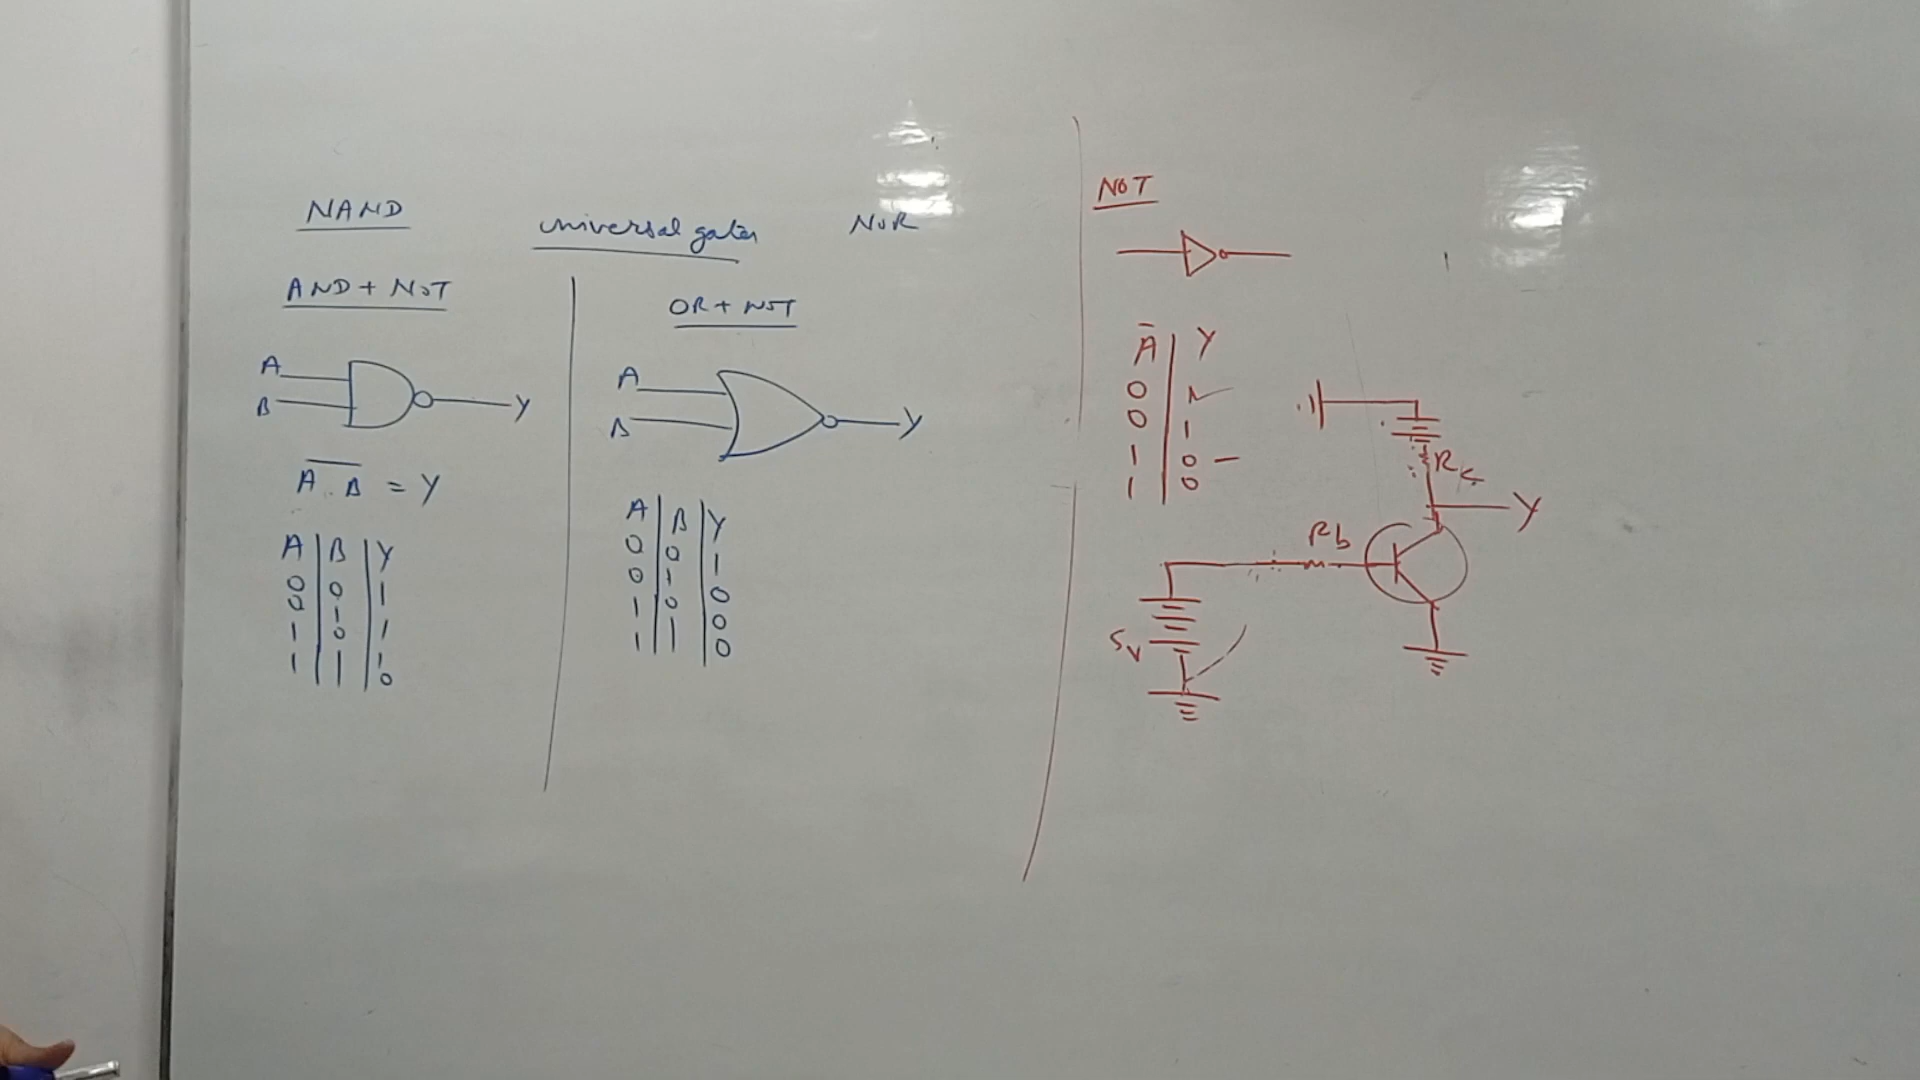 NAND
universal gates
NOR
AND + NOT
A
B
Y
A . B = Y
A B Y
0 0 1
0 1 1
1 0 1
1 1 0
OR + NOT
A
B
Y
A B Y
0 0 1
0 1 0
1 0 0
1 1 0
NOT
A Y
0
0 1
1 0 -
1 0
Rc
Y
Rb
5v